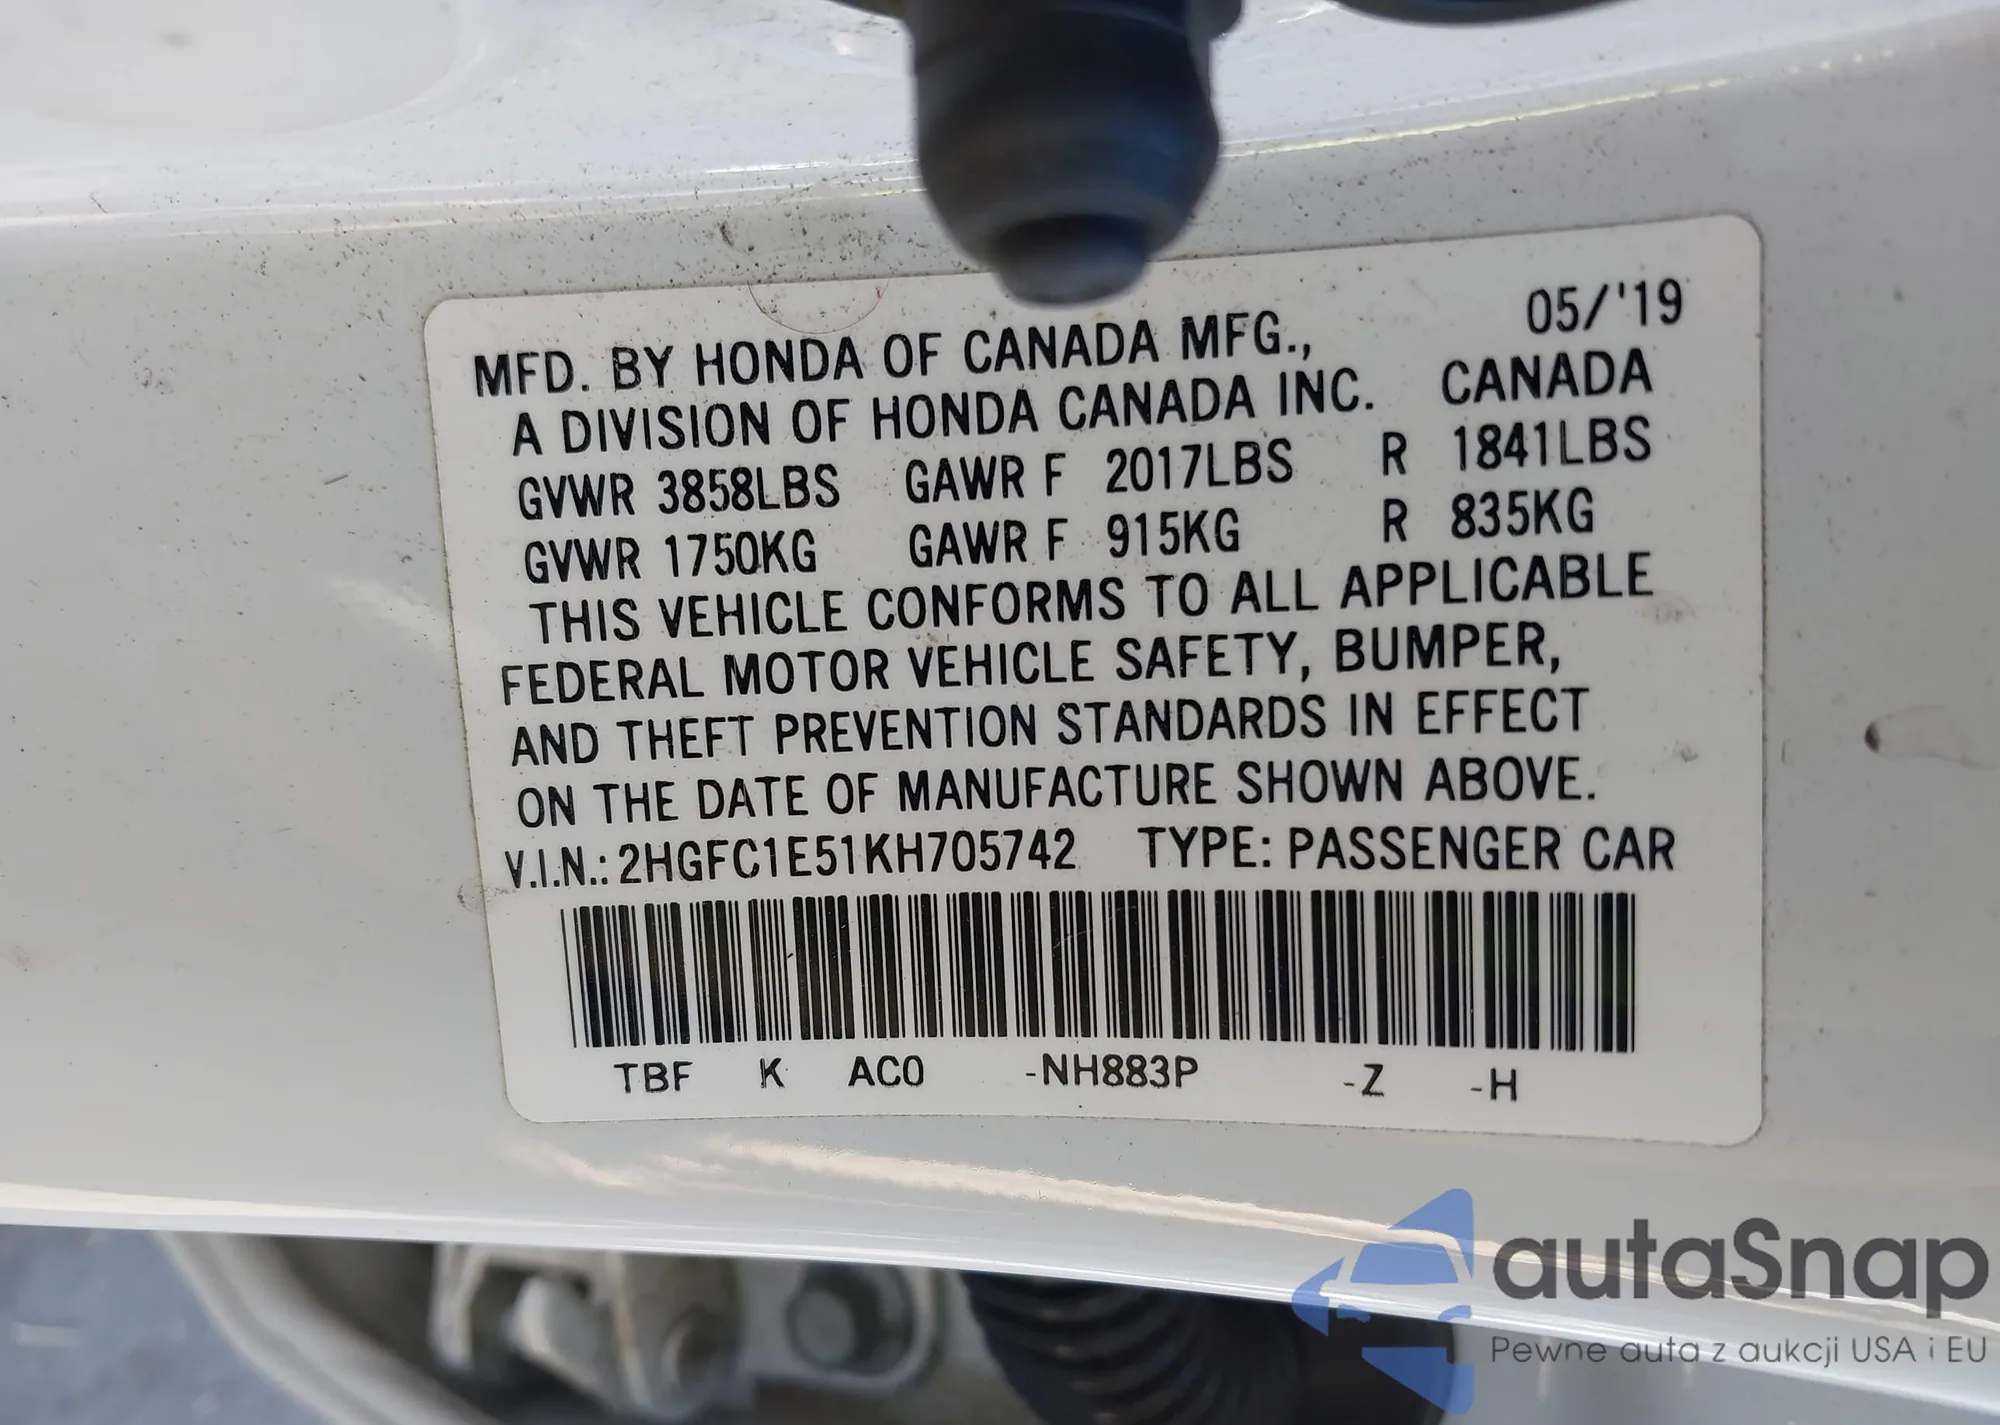 05/'19
MFD. BY HONDA OF CANADA MFG.,
A DIVISION OF HONDA CANADA INC. CANADA
GVWR 3858LBS GAWR F 2017LBS R 1841LBS
GVWR 1750KG GAWR F 915KG R 835KG
THIS VEHICLE CONFORMS TO ALL APPLICABLE
FEDERAL MOTOR VEHICLE SAFETY, BUMPER,
AND THEFT PREVENTION STANDARDS IN EFFECT
ON THE DATE OF MANUFACTURE SHOWN ABOVE.
V.I.N.: 2HGFC1E51KH705742 TYPE: PASSENGER CAR
TBF K AC0 -NH883P -Z -H
autaSnap
Pewne auta z aukcji USA i EU